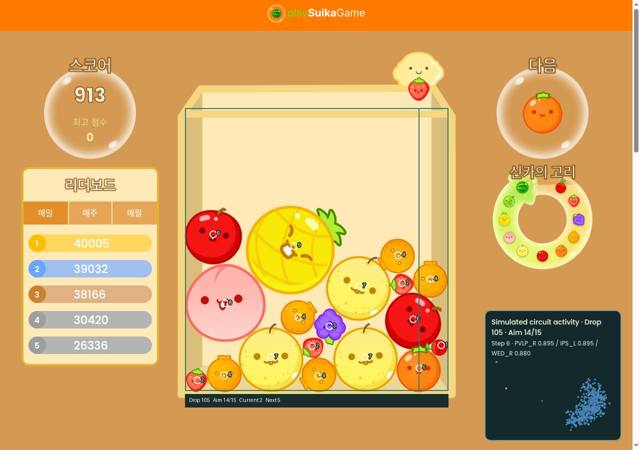 playSuikaGame
스코어
913
최고 점수
0
리더보드
매일 매주 매월
1 40005
2 39032
3 38166
4 30420
5 26336
다음
산카의 고리
Simulated circuit activity - Drop
105 - Aim 14/15
Step 6 - PVLP_R 0.895 / IPS_L 0.895 /
WED_R 0.880
Drop 105 Aim 14/15 Current 2 Next 5